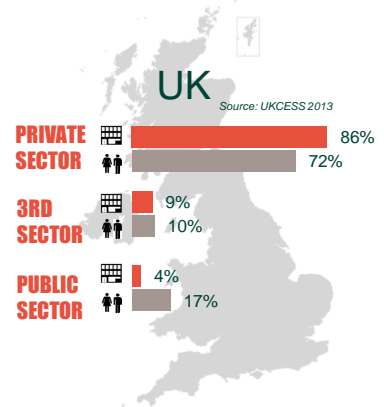 UK
Source: UKCESS 2013
PRIVATE
SECTOR
86%
72%
3RD
SECTOR
9%
10%
PUBLIC
SECTOR
4%
17%